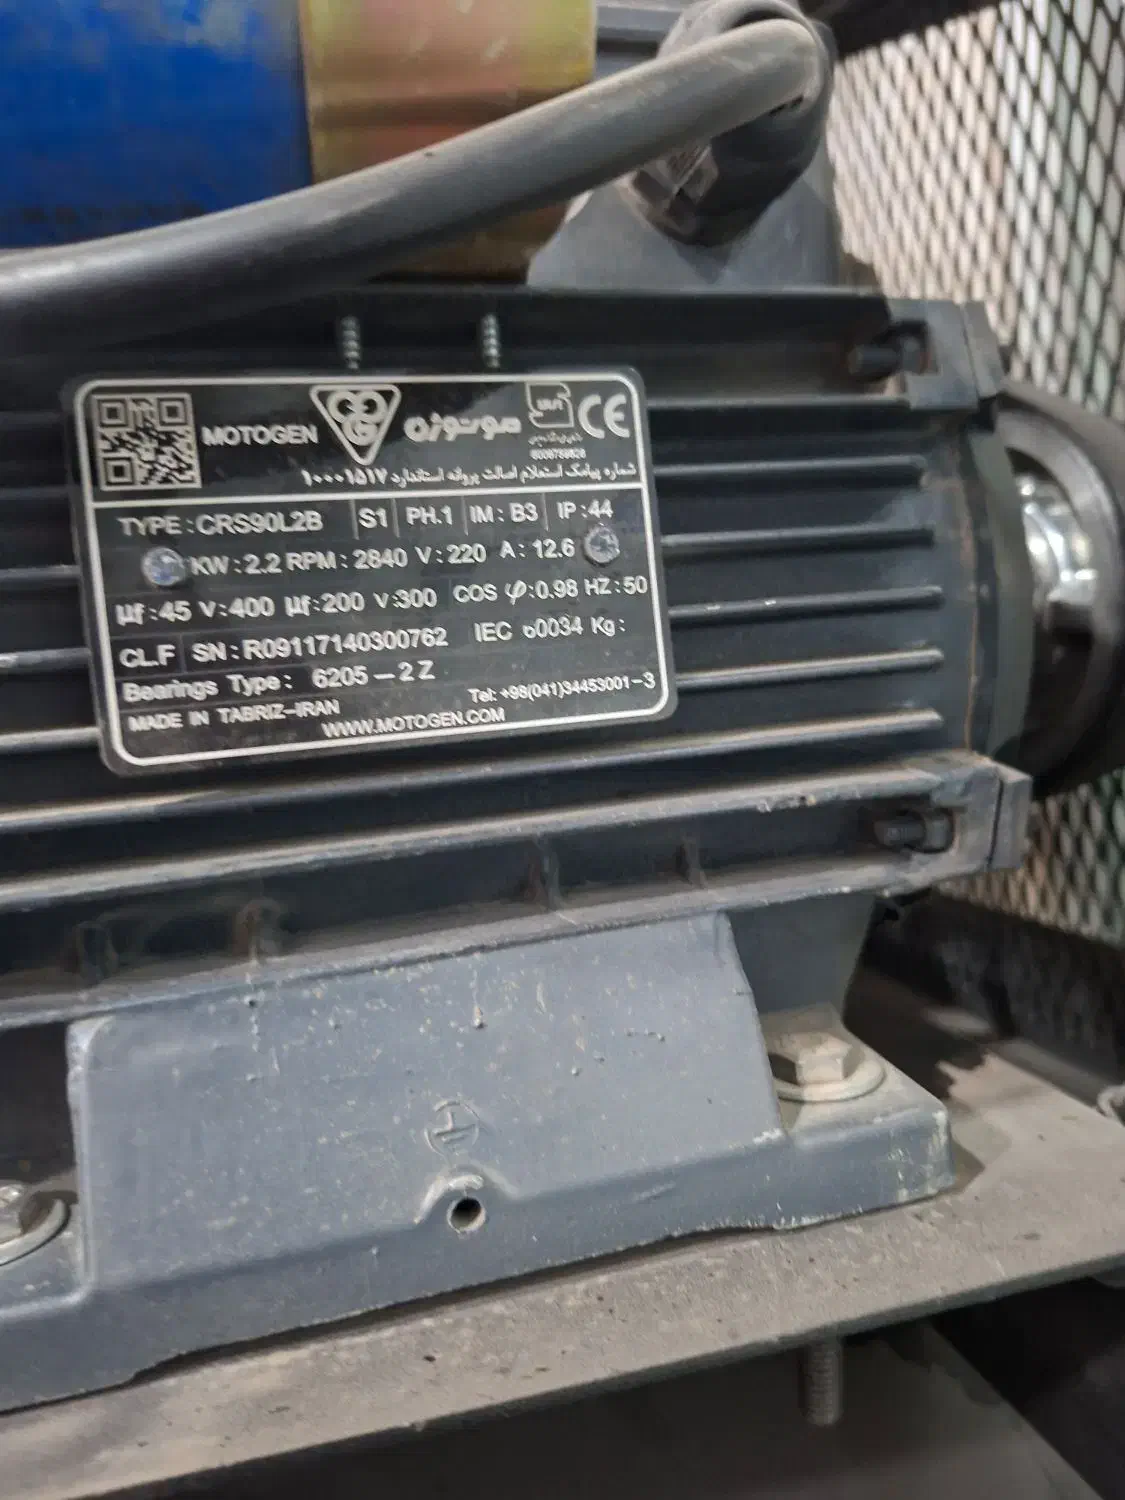 MOTOGEN موتوژن CE
6006789828
شماره پیامک استعلام اصالت پروانه استاندارد ۱۰۰۰۱۵۱۷
TYPE : CRS90L2B S1 PH.1 IM : B3 IP : 44
KW : 2.2 RPM : 2840 V : 220 A : 12.6
µf : 45 V : 400 µf : 200 V : 300 COS φ : 0.98 HZ : 50
CL.F SN : R09117140300762 IEC 60034 Kg :
Bearings Type : 6205 – 2 Z
MADE IN TABRIZ–IRAN Tel: +98(041)34453001–3
WWW.MOTOGEN.COM